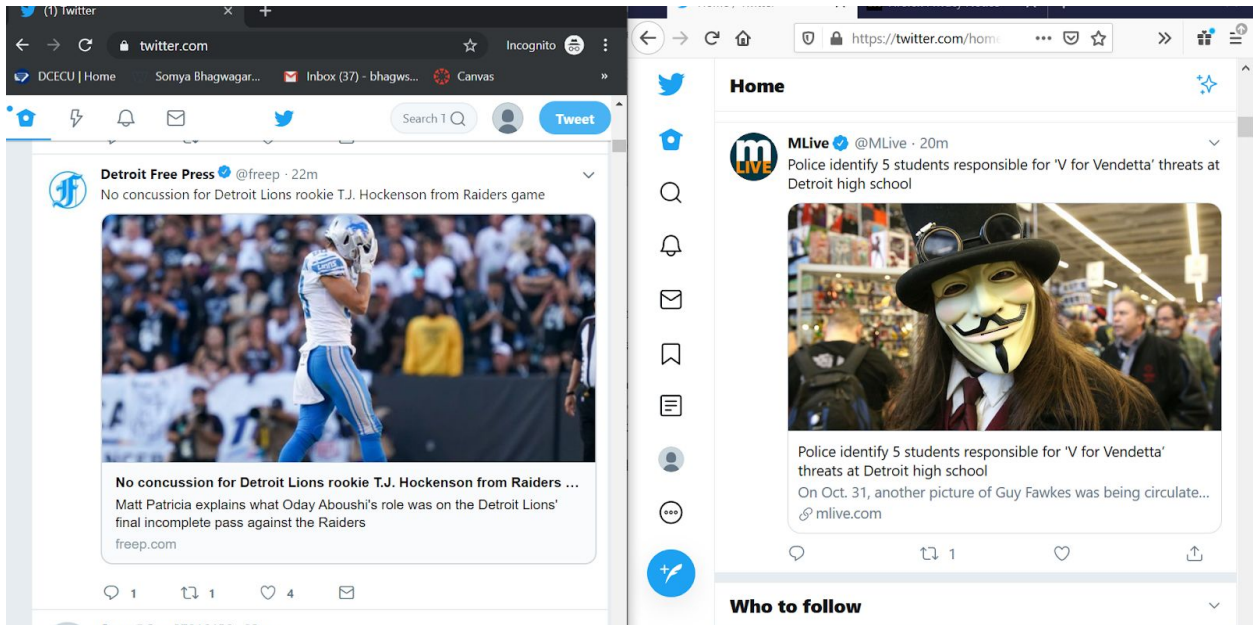 (1) Twitter
twitter.com
Incognito
DCECU | Home
Somya Bhagwagar...
Inbox (37) - bhagws...
Canvas
»
Search T
Tweet
Detroit Free Press @freep · 22m
No concussion for Detroit Lions rookie T.J. Hockenson from Raiders game
LIONS
No concussion for Detroit Lions rookie T.J. Hockenson from Raiders ...
Matt Patricia explains what Oday Aboushi's role was on the Detroit Lions'
final incomplete pass against the Raiders
freep.com
1
1
4
https://twitter.com/hom
Home
MLive @MLive · 20m
m
LIVE
Police identify 5 students responsible for 'V for Vendetta' threats at
Detroit high school
Police identify 5 students responsible for 'V for Vendetta'
threats at Detroit high school
On Oct. 31, another picture of Guy Fawkes was being circulate...
mlive.com
1
Who to follow